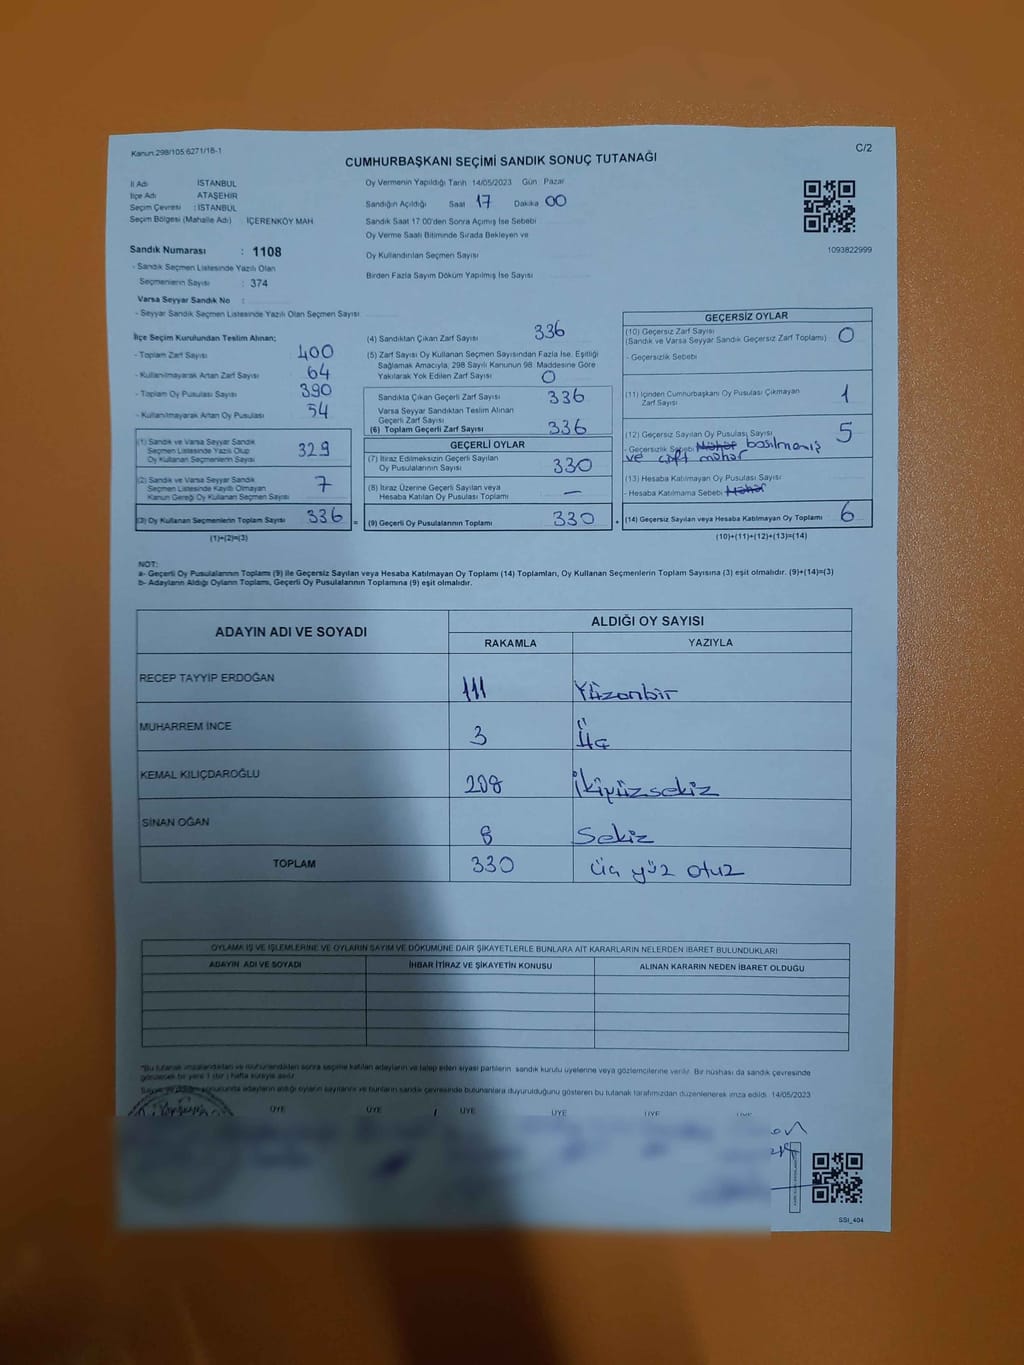 Kanun:298/105:6271/18-1
C/2
CUMHURBAŞKANI SEÇİMİ SANDIK SONUÇ TUTANAĞI
İl Adı İSTANBUL
İlçe Adı ATAŞEHİR
Seçim Çevresi : İSTANBUL
Seçim Bölgesi (Mahalle Adı) İÇERENKÖY MAH.
Sandık Numarası : 1108
- Sandık Seçmen Listesinde Yazılı Olan
Seçmenlerin Sayısı : 374
Varsa Seyyar Sandık No :
- Seyyar Sandık Seçmen Listesinde Yazılı Olan Seçmen Sayısı
Oy Vermenin Yapıldığı Tarih 14/05/2023 Gün Pazar
Sandığın Açıldığı Saat 17 Dakika 00
Sandık Saat 17:00'den Sonra Açımış İse Sebebi
Oy Verme Saati Bitiminde Sırada Bekleyen ve
Oy Kullandırılan Seçmen Sayısı
Birden Fazla Sayım Döküm Yapılmış İse Sayısı
1093822999
İlçe Seçim Kurulundan Teslim Alınan;
- Toplam Zarf Sayısı 400
- Kullanılmayarak Artan Zarf Sayısı 64
- Toplam Oy Pusulası Sayısı 390
- Kullanılmayarak Artan Oy Pusulası 54
(1) Sandık ve Varsa Seyyar Sandık
Seçmen Listesinde Yazılı Olup
Oy Kullanan Seçmenlerin Sayısı 329
(2) Sandık ve Varsa Seyyar Sandık
Seçmen Listesinde Kayıtlı Olmayan
Kanun Gereği Oy Kullanan Seçmen Sayısı 7
(3) Oy Kullanan Seçmenlerin Toplam Sayısı 336 =
(1)+(2)=(3)
(4) Sandıktan Çıkan Zarf Sayısı 336
(5) Zarf Sayısı Oy Kullanan Seçmen Sayısından Fazla İse, Eşitliği
Sağlamak Amacıyla, 298 Sayılı Kanunun 98. Maddesine Göre
Yakılarak Yok Edilen Zarf Sayısı 0
Sandıkta Çıkan Geçerli Zarf Sayısı 336
Varsa Seyyar Sandıktan Teslim Alınan
Geçerli Zarf Sayısı
(6) Toplam Geçerli Zarf Sayısı 336
GEÇERLİ OYLAR
(7) İtiraz Edilmeksizin Geçerli Sayılan
Oy Pusulalarının Sayısı 330
(8) İtiraz Üzerine Geçerli Sayılan veya
Hesaba Katılan Oy Pusulası Toplamı —
(9) Geçerli Oy Pusulalarının Toplamı 330 +
GEÇERSİZ OYLAR
(10) Geçersiz Zarf Sayısı
(Sandık ve Varsa Seyyar Sandık Geçersiz Zarf Toplamı) 0
- Geçersizlik Sebebi
(11) İçinden Cumhurbaşkanı Oy Pusulası Çıkmayan
Zarf Sayısı 1
(12) Geçersiz Sayılan Oy Pusulası Sayısı 5
- Geçersizlik Sebebi Mühür basılmamış
ve çift mühür
(13) Hesaba Katılmayan Oy Pusulası Sayısı
- Hesaba Katılmama Sebebi Mühür
(14) Geçersiz Sayılan veya Hesaba Katılmayan Oy Toplamı 6
(10)+(11)+(12)+(13)=(14)
NOT:
a- Geçerli Oy Pusulalarının Toplamı (9) ile Geçersiz Sayılan veya Hesaba Katılmayan Oy Toplamı (14) Toplamları, Oy Kullanan Seçmenlerin Toplam Sayısına (3) eşit olmalıdır. (9)+(14)=(3)
b- Adayların Aldığı Oyların Toplamı, Geçerli Oy Pusulalarının Toplamına (9) eşit olmalıdır.
ADAYIN ADI VE SOYADI ALDIĞI OY SAYISI
RAKAMLA YAZIYLA
RECEP TAYYİP ERDOĞAN 111 Yüzonbir
MUHARREM İNCE 3 Üç
KEMAL KILIÇDAROĞLU 208 İkiyüzsekiz
SİNAN OĞAN 8 Sekiz
TOPLAM 330 Üç yüz otuz
OYLAMA İŞ VE İŞLEMLERİNE VE OYLARIN SAYIM VE DÖKÜMÜNE DAİR ŞİKAYETLERLE BUNLARA AİT KARARLARIN NELERDEN İBARET BULUNDUKLARI
ADAYIN ADI VE SOYADI İHBAR İTİRAZ VE ŞİKAYETİN KONUSU ALINAN KARARIN NEDEN İBARET OLDUĞU
*Bu tutanak imzalandıktan ve mühürlendikten sonra seçime katılan adayların ve talep eden siyasi partilerin sandık kurulu üyelerine veya gözlemcilerine verilir. Bir nüshası da sandık çevresinde
görülecek bir yere 1 (bir) hafta süreyle asılır.
sonucunda adayların aldığı oyların sayılarını ve bunların sandık çevresinde bulunanlara duyurulduğunu gösteren bu tutanak tarafımızdan düzenlenerek imza edildi. 14/05/2023
ÜYE ÜYE ÜYE ÜYE ÜYE ÜYE
SSI_404